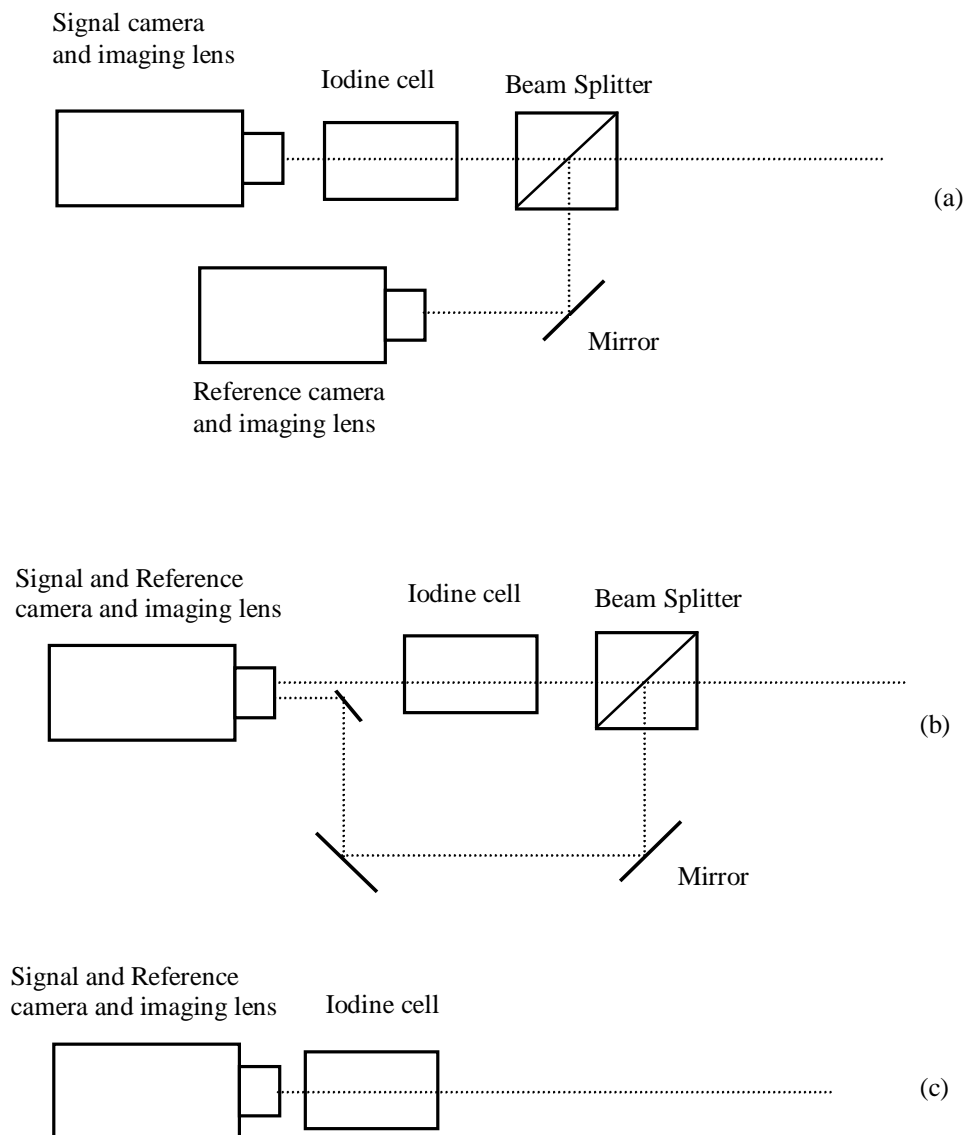 Signal camera
and imaging lens
Iodine cell
Beam Splitter
(a)
Mirror
Reference camera
and imaging lens
Signal and Reference
camera and imaging lens
Iodine cell
Beam Splitter
(b)
Mirror
Signal and Reference
camera and imaging lens
Iodine cell
(c)